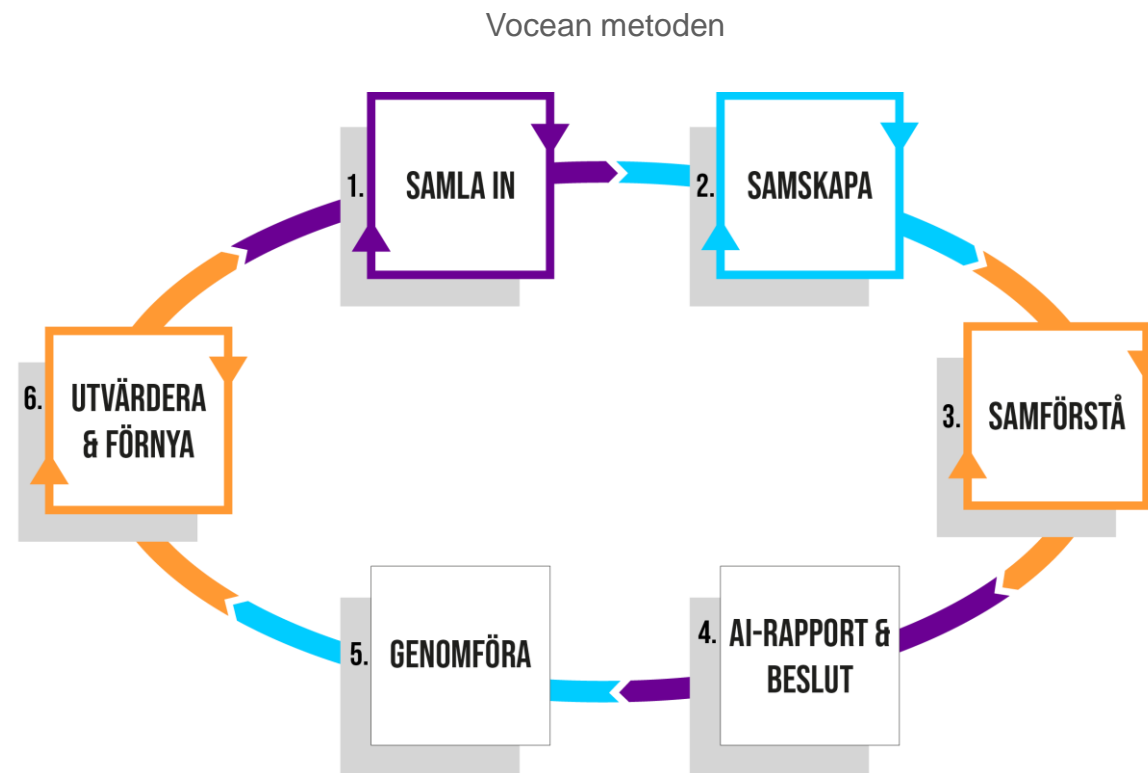 Vocean metoden
1. SAMLA IN
2. SAMSKAPA
3. SAMFÖRSTÅ
4. AI-RAPPORT &
BESLUT
5. GENOMFÖRA
6. UTVÄRDERA
& FÖRNYA